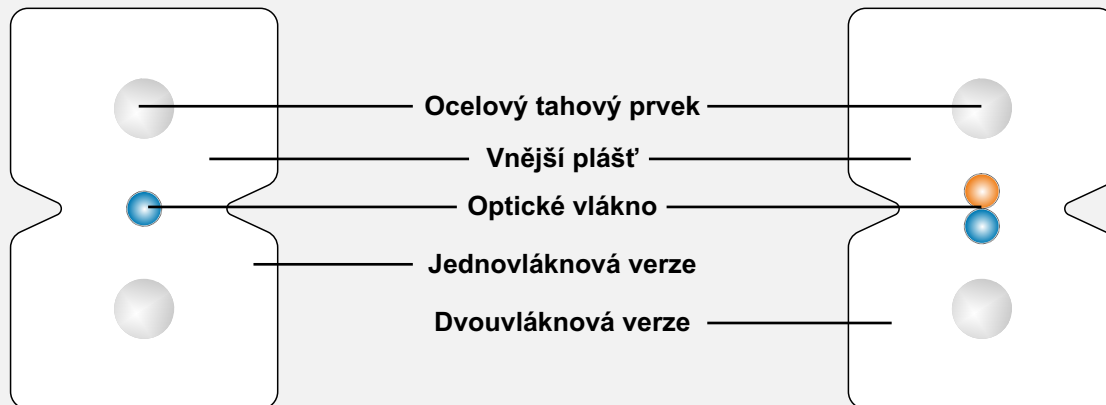 Ocelový tahový prvek
Vnější plášť
Optické vlákno
Jednovláknová verze
Dvouvláknová verze